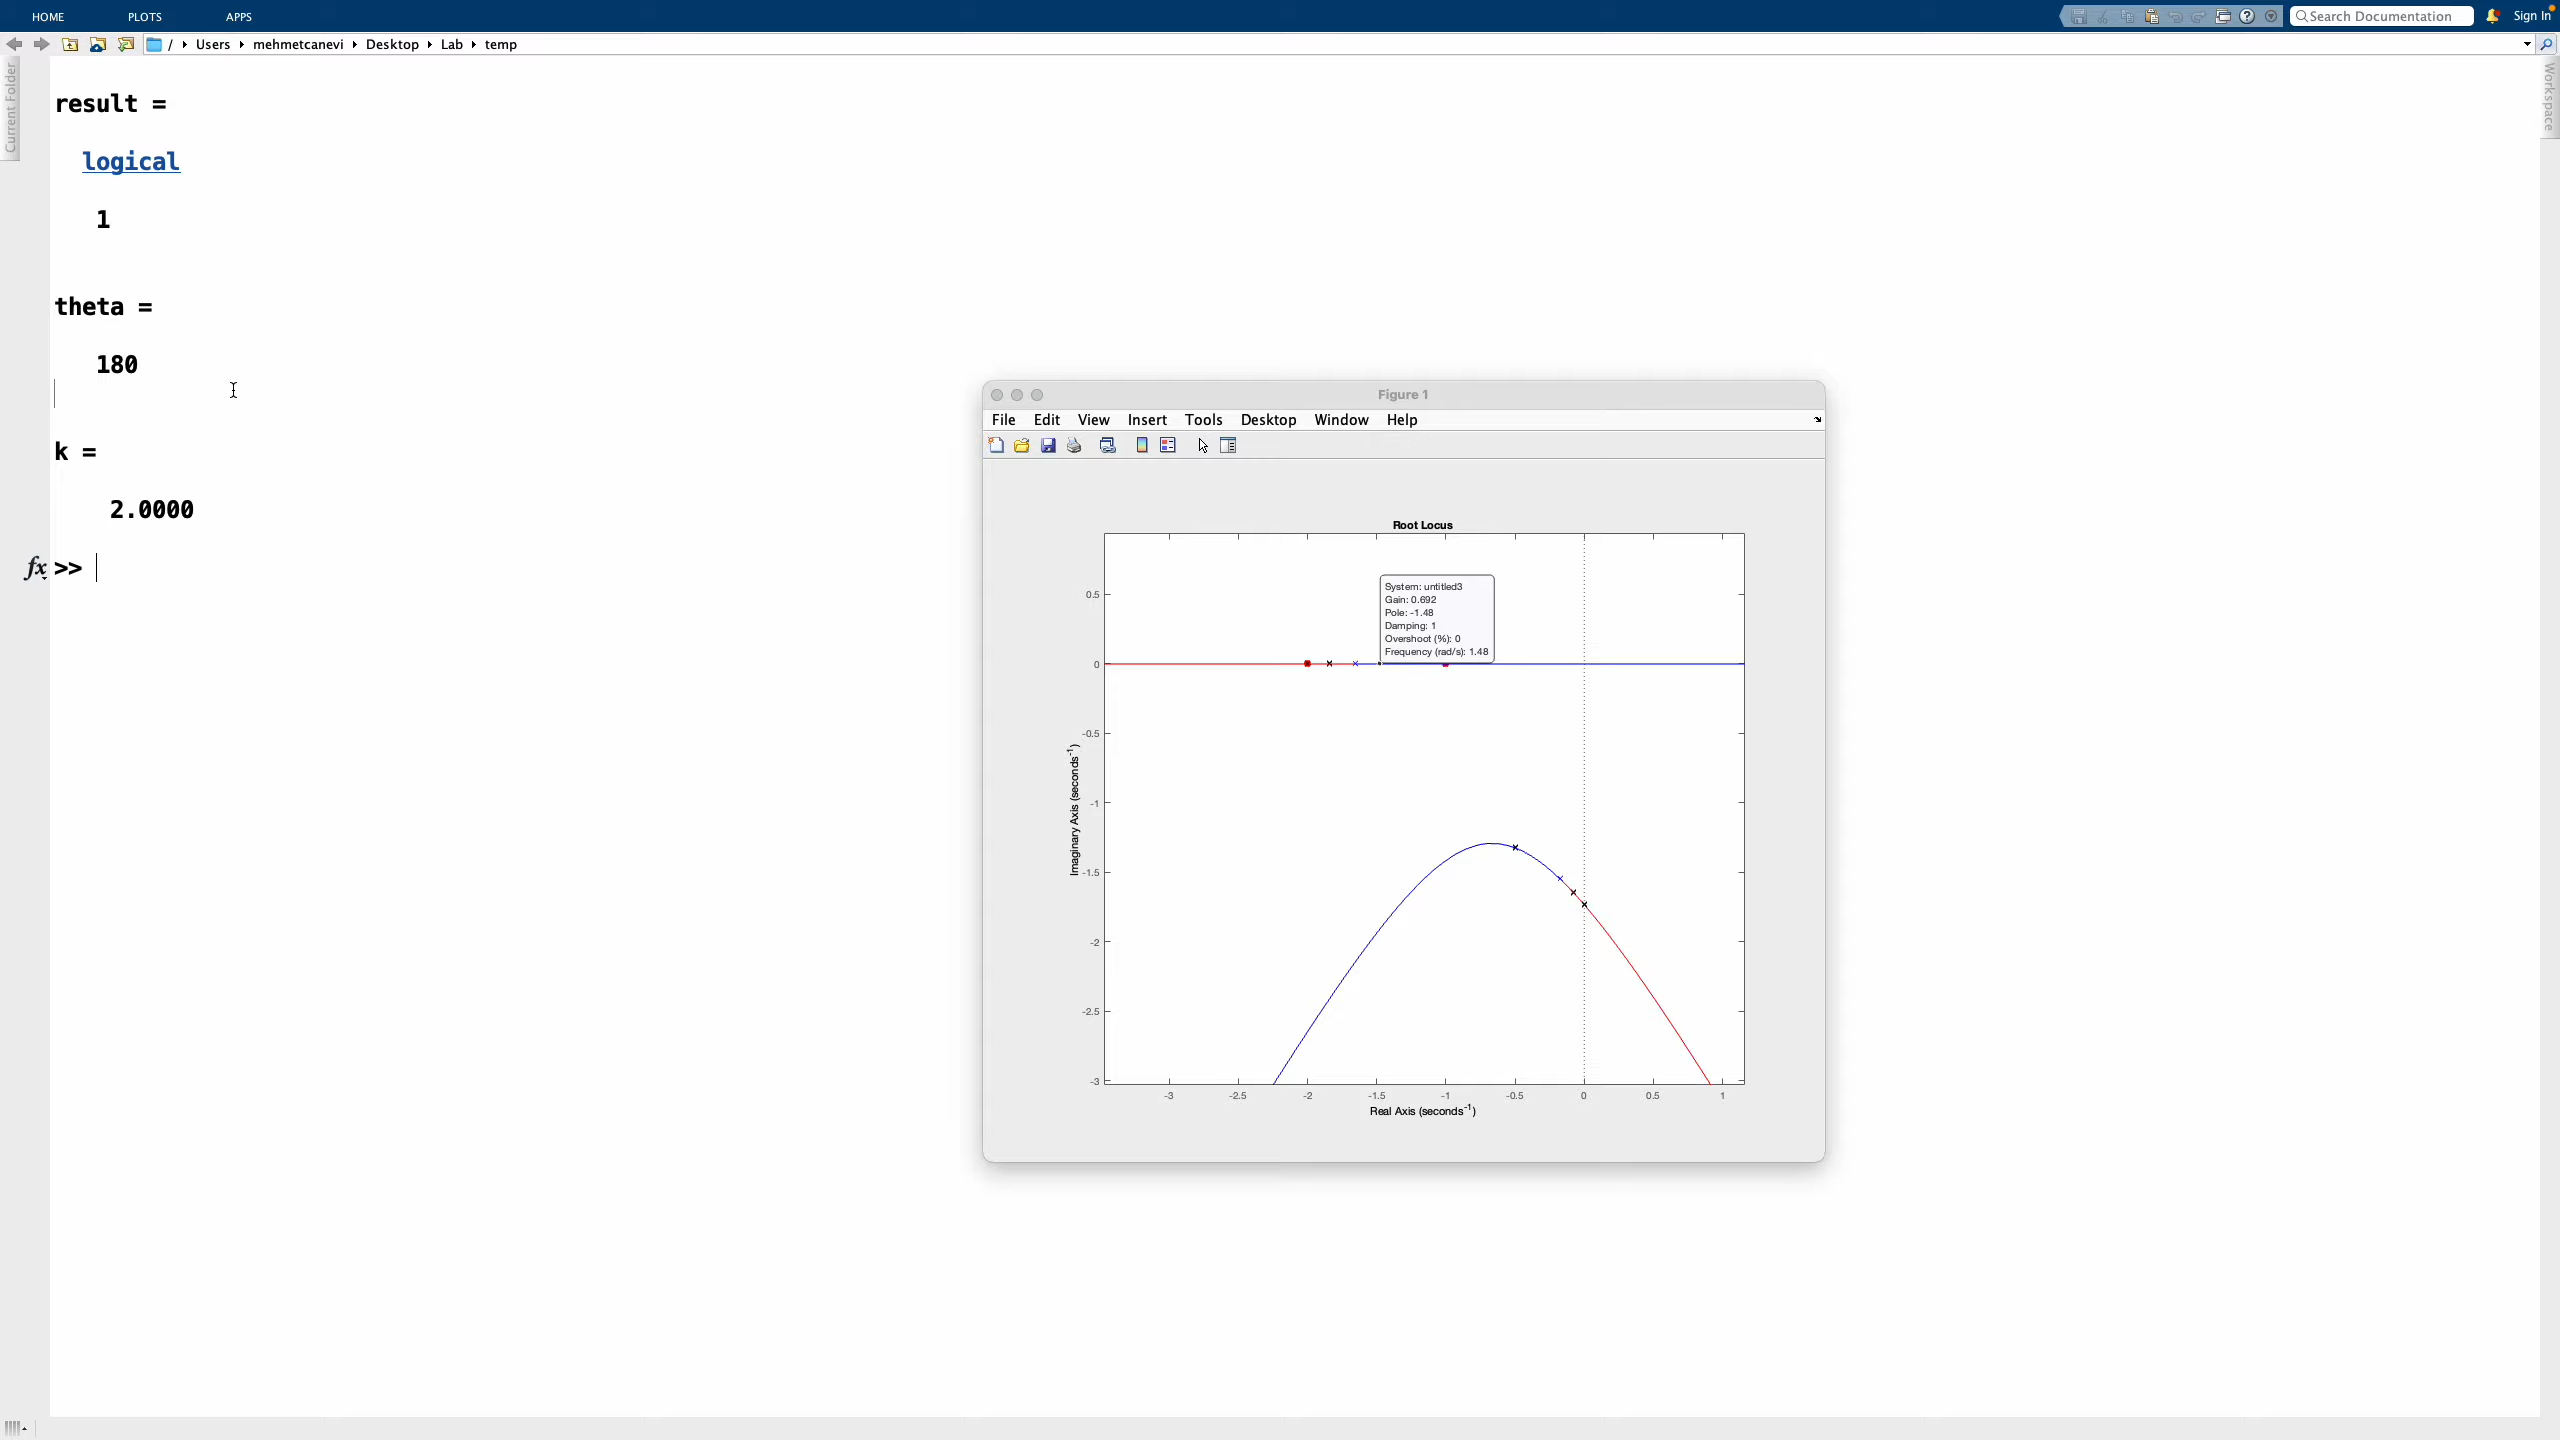 HOME PLOTS APPS
Search Documentation Sign In
/ Users mehmetcanevi Desktop Lab temp
Current Folder
Workspace
result =
logical
1
theta =
180
k =
2.0000
fx >>
Figure 1
File Edit View Insert Tools Desktop Window Help
Root Locus
System: untitled3
Gain: 0.692
Pole: -1.48
Damping: 1
Overshoot (%): 0
Frequency (rad/s): 1.48
0.5
0
-0.5
-1
-1.5
-2
-2.5
-3
Imaginary Axis (seconds⁻¹)
-3 -2.5 -2 -1.5 -1 -0.5 0 0.5 1
Real Axis (seconds⁻¹)